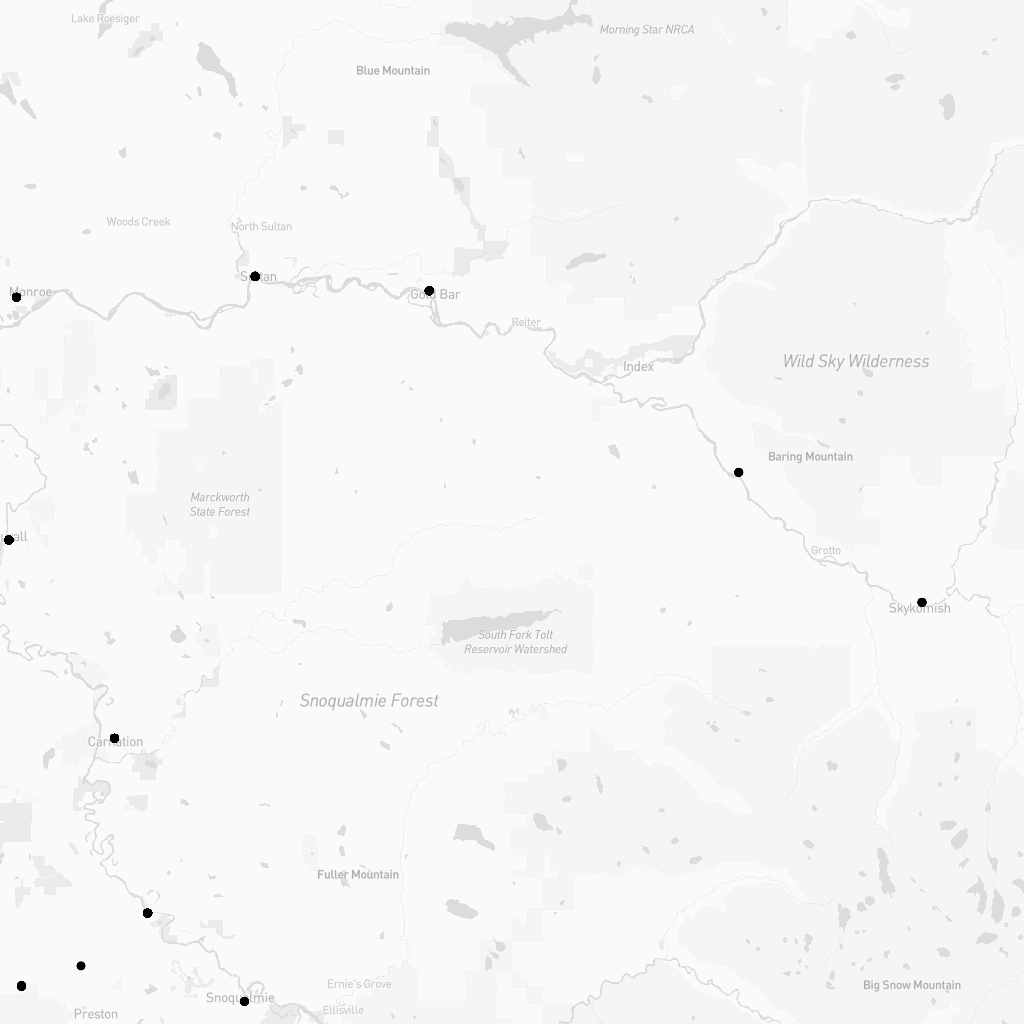 Lake Roesiger
Morning Star NRCA
Blue Mountain
Woods Creek
North Sultan
Sultan
Monroe
Gold Bar
Reiter
Index
Wild Sky Wilderness
Baring Mountain
Marckworth
State Forest
Grotto
Skykomish
South Fork Tolt
Reservoir Watershed
Snoqualmie Forest
Carnation
Fuller Mountain
Ernie's Grove
Big Snow Mountain
Snoqualmie
Ellisville
Preston